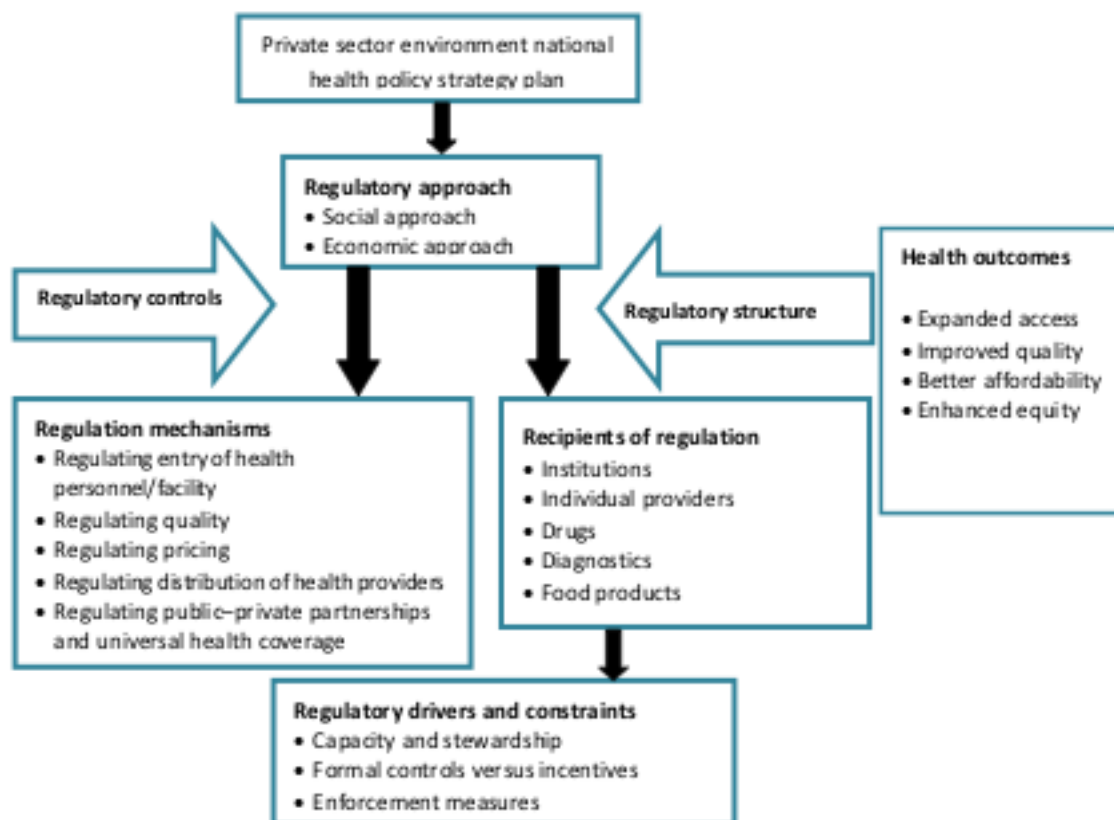 Private sector environment national
health policy strategy plan
Regulatory approach
• Social approach
• Economic approach
Regulatory controls
Regulatory structure
Health outcomes
• Expanded access
• Improved quality
• Better affordability
• Enhanced equity
Regulation mechanisms
• Regulating entry of health
personnel/facility
• Regulating quality
• Regulating pricing
• Regulating distribution of health providers
• Regulating public–private partnerships
and universal health coverage
Recipients of regulation
• Institutions
• Individual providers
• Drugs
• Diagnostics
• Food products
Regulatory drivers and constraints
• Capacity and stewardship
• Formal controls versus incentives
• Enforcement measures